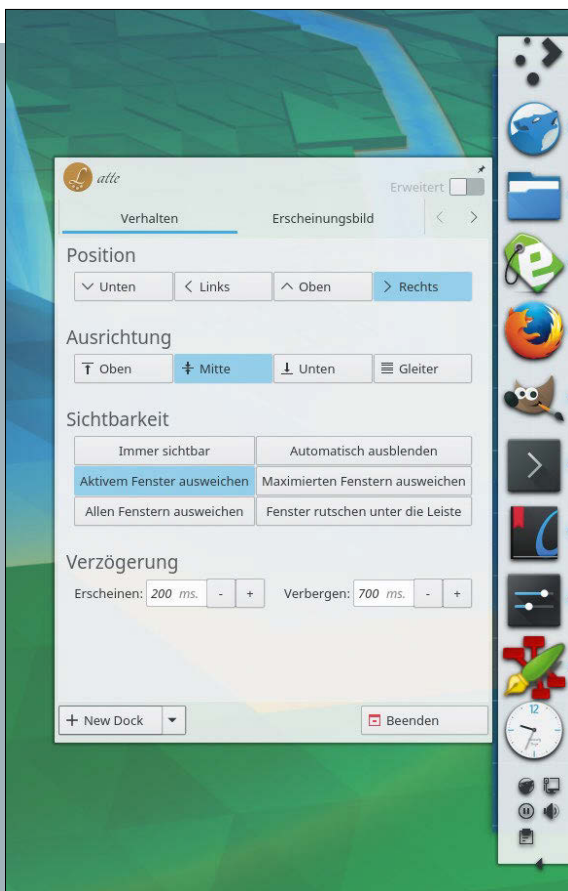 Latte
Erweitert
Verhalten Erscheinungsbild
Position
Unten Links Oben Rechts
Ausrichtung
Oben Mitte Unten Gleiter
Sichtbarkeit
Immer sichtbar Automatisch ausblenden
Aktivem Fenster ausweichen Maximierten Fenstern ausweichen
Allen Fenstern ausweichen Fenster rutschen unter die Leiste
Verzögerung
Erscheinen: 200 ms. - + Verbergen: 700 ms. - +
+ New Dock Beenden
12